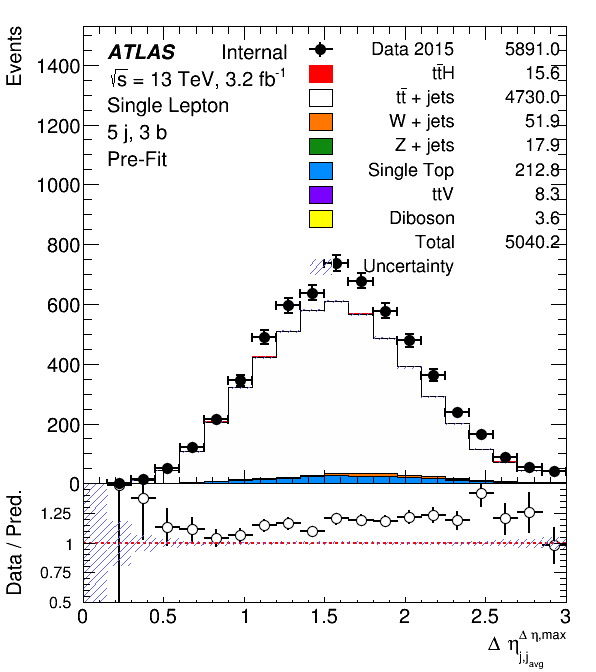 Events
ATLAS Internal
√s = 13 TeV, 3.2 fb⁻¹
Single Lepton
5 j, 3 b
Pre-Fit
Data 2015 5891.0
tt̄H 15.6
tt̄ + jets 4730.0
W + jets 51.9
Z + jets 17.9
Single Top 212.8
ttV 8.3
Diboson 3.6
Total 5040.2
Uncertainty
1400
1200
1000
800
600
400
200
0
Data / Pred.
1.25
1
0.75
0.5
0 0.5 1 1.5 2 2.5 3
Δ η j,j avg Δ η,max